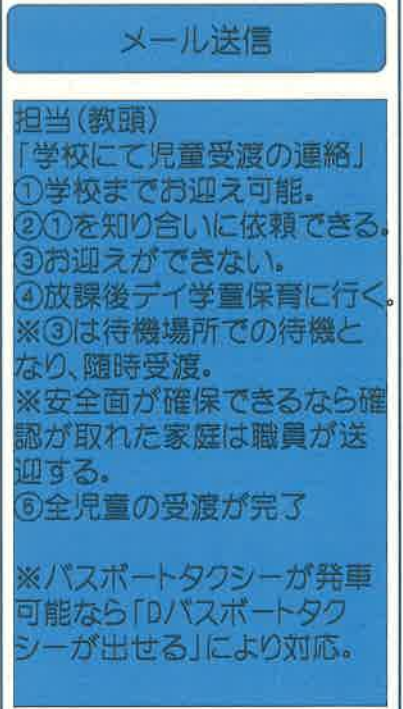 メール送信
担当(教頭)
「学校にて児童受渡の連絡」
①学校までお迎え可能。
②①を知り合いに依頼できる。
③お迎えができない。
④放課後デイ学童保育に行く。
※③は待機場所での待機と
なり、随時受渡。
※安全面が確保できるなら確
認が取れた家庭は職員が送
迎する。
⑥全児童の受渡が完了
※バスボートタクシーが発車
可能なら「Dバスボートタク
シーが出せる」により対応。